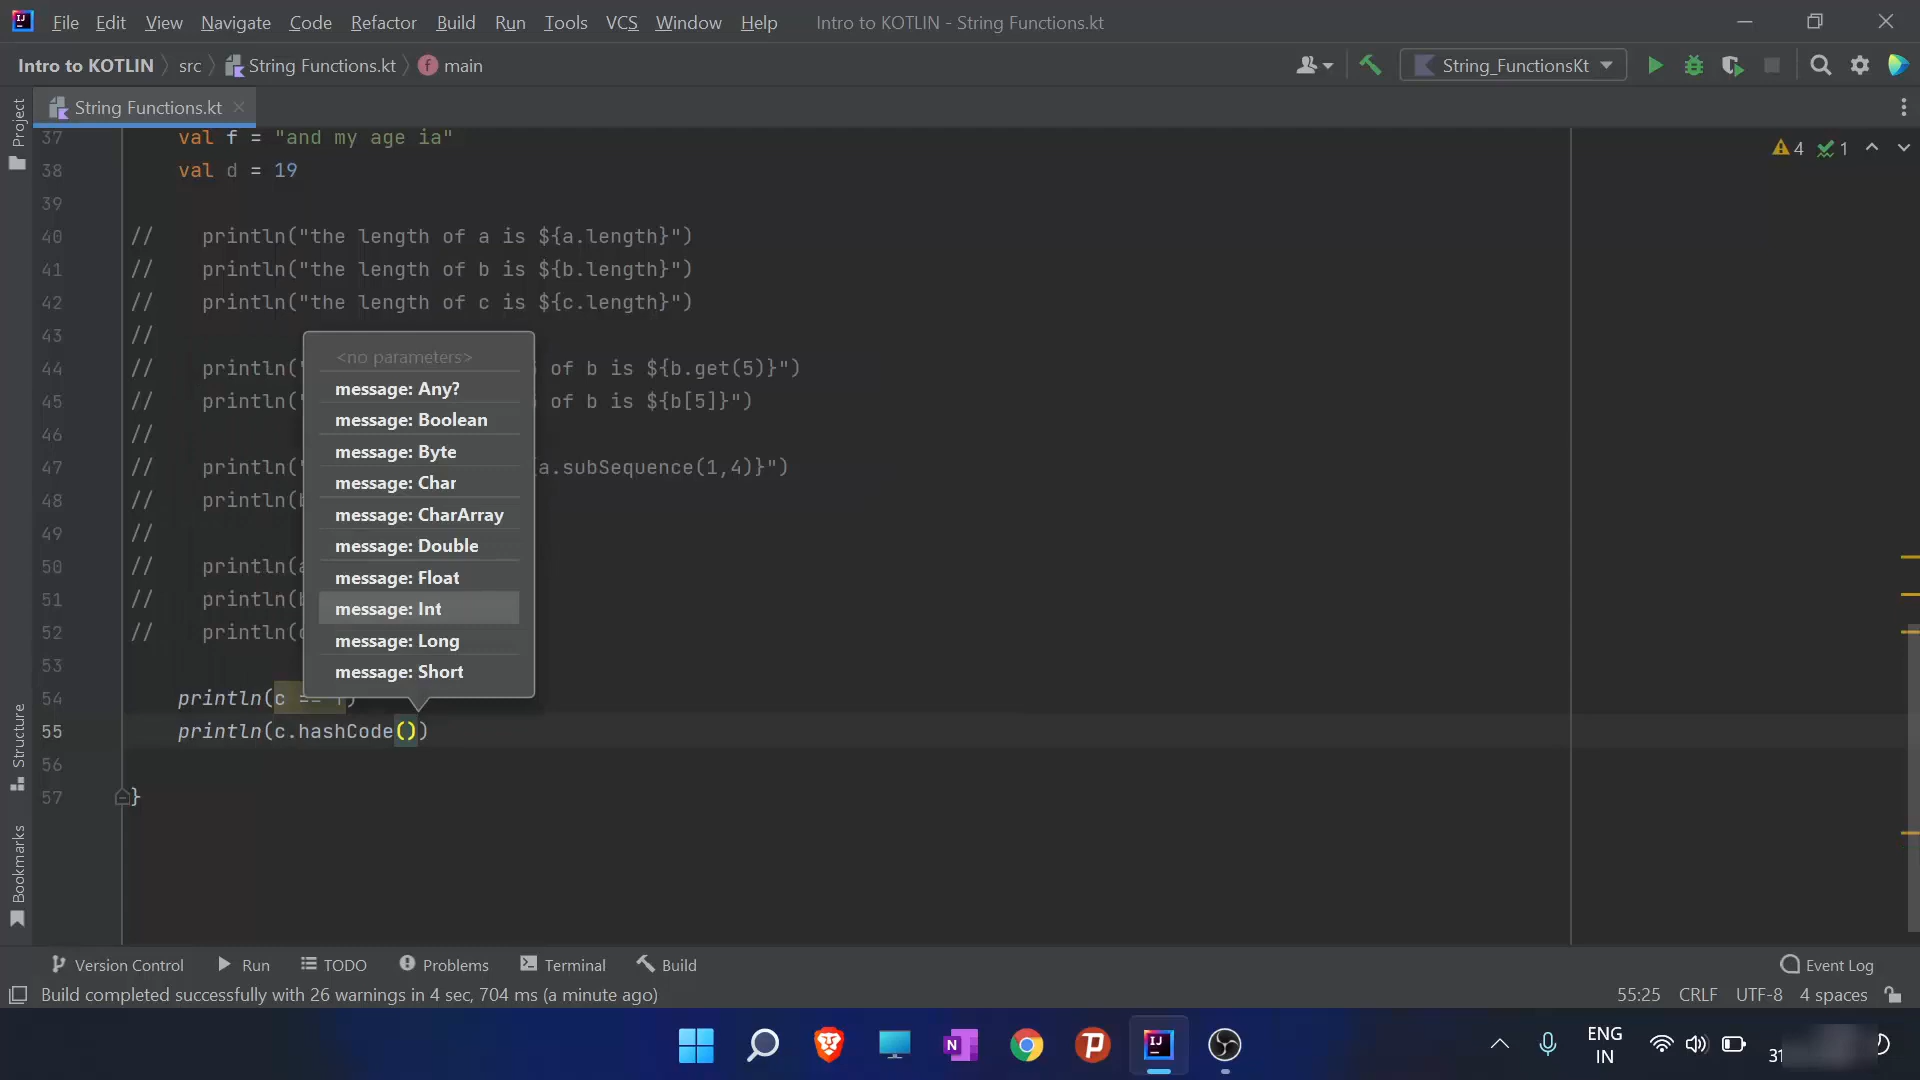 File Edit View Navigate Code Refactor Build Run Tools VCS Window Help Intro to KOTLIN - String Functions.kt
Intro to KOTLIN src String Functions.kt main String_FunctionsKt
String Functions.kt
Project
Structure
Bookmarks
4 1
37 val f = "and my age ia"
38 val d = 19
39
40 // println("the length of a is ${a.length}")
41 // println("the length of b is ${b.length}")
42 // println("the length of c is ${c.length}")
43 //
44 // println(" of b is ${b.get(5)}")
45 // println(" of b is ${b[5]}")
46 //
47 // println(" a.subSequence(1,4)}")
48 // println(
49 //
50 // println(
51 // println(
52 // println(
53
54 println(c ==
55 println(c.hashCode())
56
57 }
<no parameters>
message: Any?
message: Boolean
message: Byte
message: Char
message: CharArray
message: Double
message: Float
message: Int
message: Long
message: Short
Version Control Run TODO Problems Terminal Build Event Log
Build completed successfully with 26 warnings in 4 sec, 704 ms (a minute ago) 55:25 CRLF UTF-8 4 spaces
ENG
IN
31